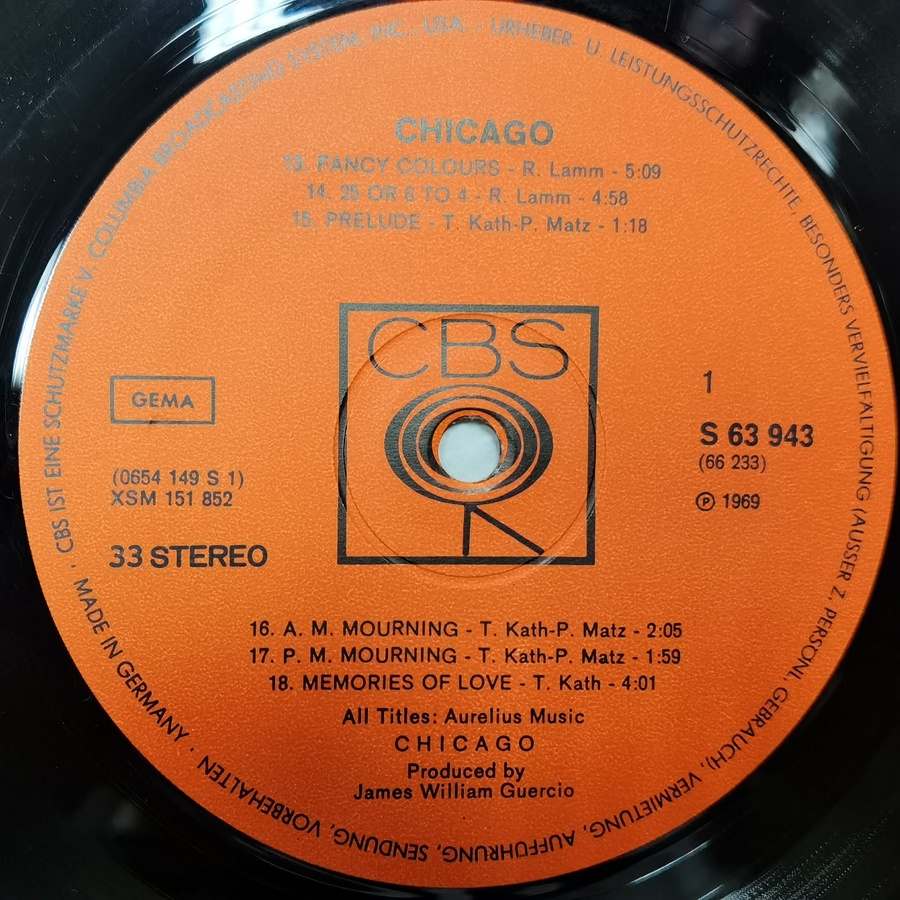 CHICAGO
13. FANCY COLOURS - R. Lamm - 5:09
14. 25 OR 6 TO 4 - R. Lamm - 4:58
15. PRELUDE - T. Kath-P. Matz - 1:18
CBS
GEMA
(0654 149 S 1)
XSM 151 852
33 STEREO
1
S 63 943
(66 233)
℗ 1969
16. A. M. MOURNING - T. Kath-P. Matz - 2:05
17. P. M. MOURNING - T. Kath-P. Matz - 1:59
18. MEMORIES OF LOVE - T. Kath - 4:01
All Titles: Aurelius Music
CHICAGO
Produced by
James William Guercio
· CBS IST EINE SCHUTZMARKE V. COLUMBIA BROADCASTING SYSTEM, INC., USA. - URHEBER- U. LEISTUNGSSCHUTZRECHTE, BESONDERS VERVIELFÄLTIGUNG (AUSSER Z. PERSÖNL. GEBRAUCH), VERMIETUNG, AUFFÜHRUNG, SENDUNG, VORBEHALTEN · MADE IN GERMANY ·